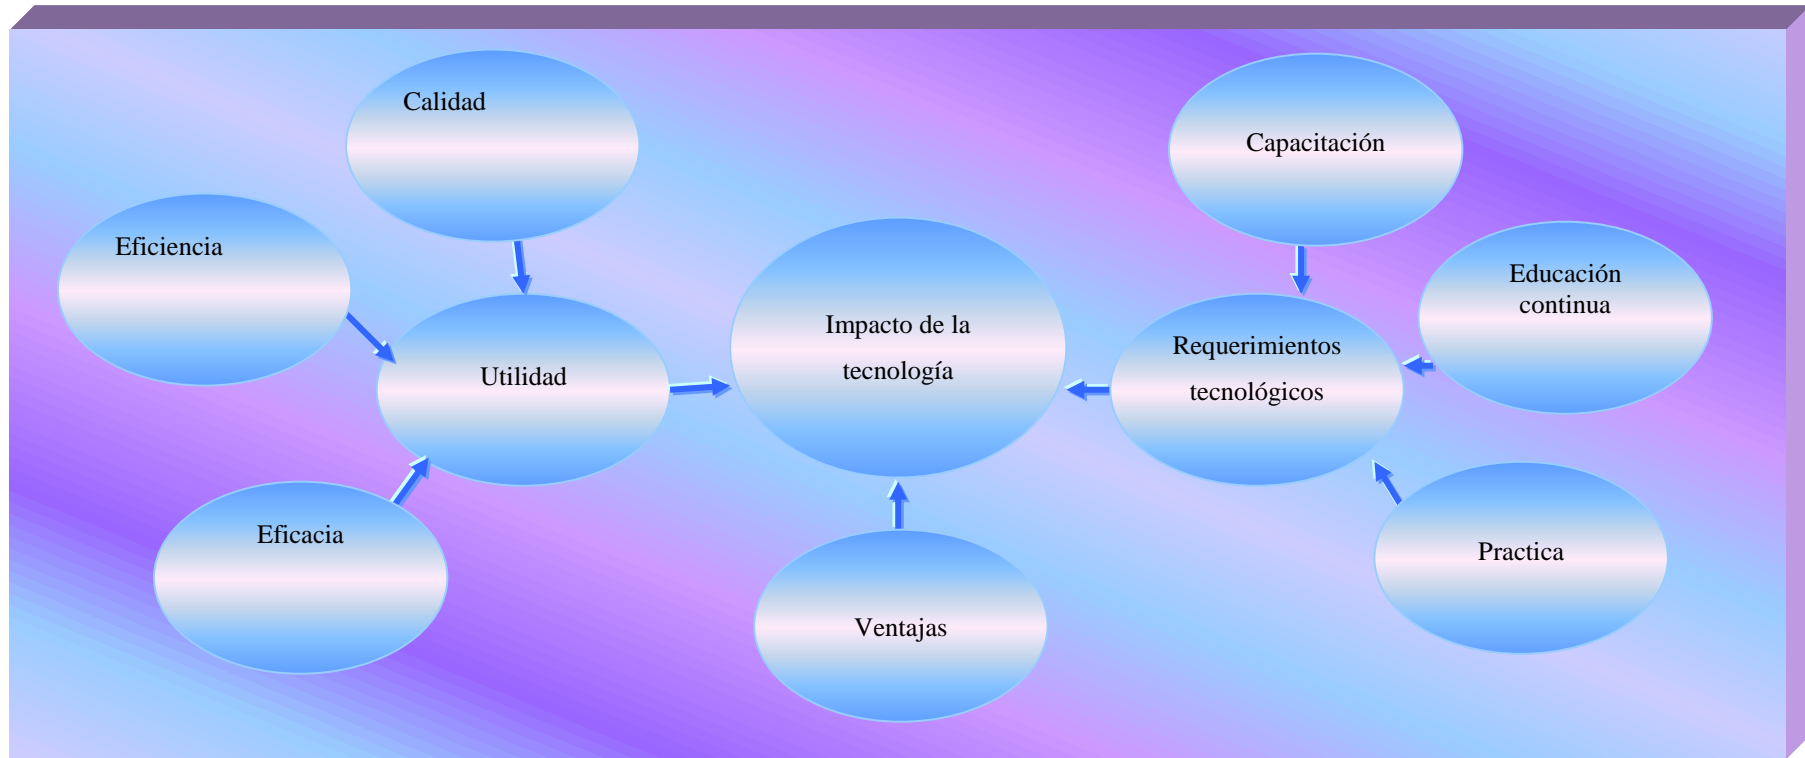 Calidad
Capacitación
Eficiencia
Educación
continua
Impacto de la
tecnología
Requerimientos
tecnológicos
Utilidad
Eficacia
Practica
Ventajas